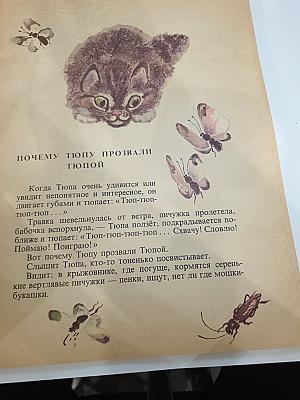 ПОЧЕМУ ТЮПУ ПРОЗВАЛИ
ТЮПОЙ
Когда Тюпа очень удивится или
увидит непонятное и интересное, он
двигает губами и тюпает: «Тюп-тюп-
тюп-тюп...»
Травка шевельнулась от ветра, пичужка пролетела,
бабочка вспорхнула, — Тюпа ползёт, подкрадывается по-
ближе и тюпает: «Тюп-тюп-тюп-тюп... Схвачу! Словлю!
Поймаю! Поиграю!»
Вот почему Тюпу прозвали Тюпой.
Слышит Тюпа, кто-то тоненько посвистывает.
Видит: в крыжовнике, где погуще, кормятся серень-
кие вертлявые пичужки — пенки, ищут, нет ли где мошки-
букашки.